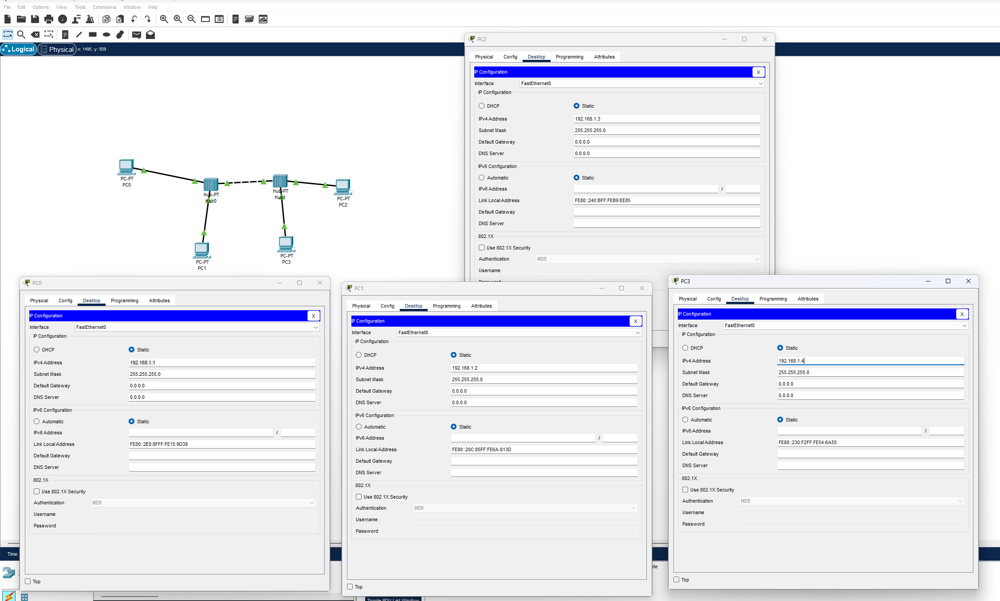 File Edit Options View Tools Extensions Window Help
Logical Physical x: 1495, y: 939
PC-PT
PC0
Hub-PT
Hub0
Hub-PT
Hub1
PC-PT
PC2
PC-PT
PC1
PC-PT
PC3
PC2
Physical Config Desktop Programming Attributes
IP Configuration X
Interface FastEthernet0
IP Configuration
DHCP Static
IPv4 Address 192.168.1.3
Subnet Mask 255.255.255.0
Default Gateway 0.0.0.0
DNS Server 0.0.0.0
IPv6 Configuration
Automatic Static
IPv6 Address /
Link Local Address FE80::240:BFF:FEB9:EE85
Default Gateway
DNS Server
802.1X
Use 802.1X Security
Authentication MD5
Username
Password
PC0
Physical Config Desktop Programming Attributes
IP Configuration X
Interface FastEthernet0
IP Configuration
DHCP Static
IPv4 Address 192.168.1.1
Subnet Mask 255.255.255.0
Default Gateway 0.0.0.0
DNS Server 0.0.0.0
IPv6 Configuration
Automatic Static
IPv6 Address /
Link Local Address FE80::2E0:8FFF:FE15:9D39
Default Gateway
DNS Server
802.1X
Use 802.1X Security
Authentication MD5
Username
Password
Top
PC1
Physical Config Desktop Programming Attributes
IP Configuration X
Interface FastEthernet0
IP Configuration
DHCP Static
IPv4 Address 192.168.1.2
Subnet Mask 255.255.255.0
Default Gateway 0.0.0.0
DNS Server 0.0.0.0
IPv6 Configuration
Automatic Static
IPv6 Address /
Link Local Address FE80::20C:85FF:FE6A:813D
Default Gateway
DNS Server
802.1X
Use 802.1X Security
Authentication MD5
Username
Password
Top
PC3
Physical Config Desktop Programming Attributes
IP Configuration X
Interface FastEthernet0
IP Configuration
DHCP Static
IPv4 Address 192.168.1.4
Subnet Mask 255.255.255.0
Default Gateway 0.0.0.0
DNS Server 0.0.0.0
IPv6 Configuration
Automatic Static
IPv6 Address /
Link Local Address FE80::230:F2FF:FE54:6A55
Default Gateway
DNS Server
802.1X
Use 802.1X Security
Authentication MD5
Username
Password
Top
Time:
Toggle PDU List Window